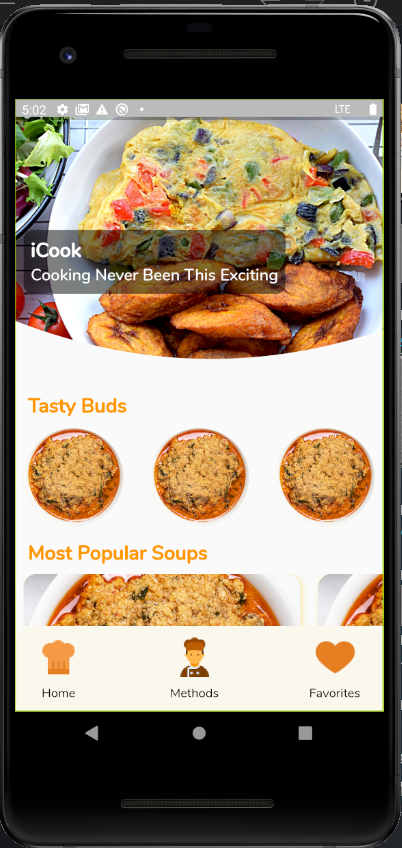 5:02
LTE
iCook
Cooking Never Been This Exciting
Tasty Buds
Most Popular Soups
Home
Methods
Favorites